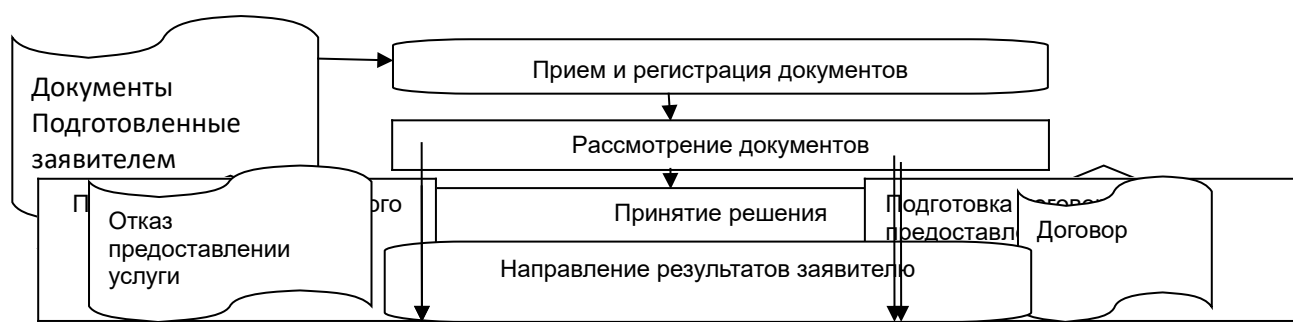 Прием и регистрация документов
Документы
Подготовленные
заявителем
Рассмотрение документов
Принятие решения
Отказ
предоставлении
услуги
Подготовка
Договор
Направление результатов заявителю